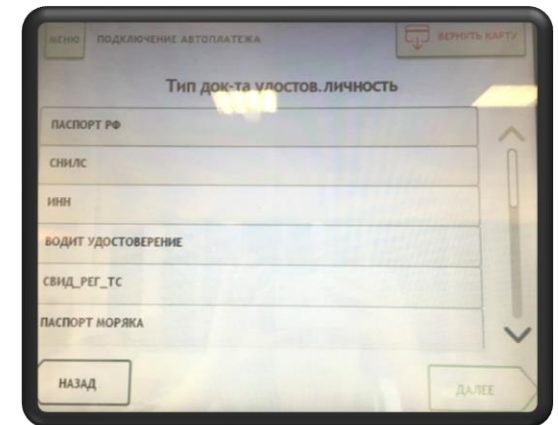 МЕНЮ
ПОДКЛЮЧЕНИЕ АВТОПЛАТЕЖА
ВЕРНУТЬ КАРТУ
Тип док-та удостов. личность
ПАСПОРТ РФ
СНИЛС
ИНН
ВОДИТ УДОСТОВЕРЕНИЕ
СВИД_РЕГ_ТС
ПАСПОРТ МОРЯКА
НАЗАД
ДАЛЕЕ